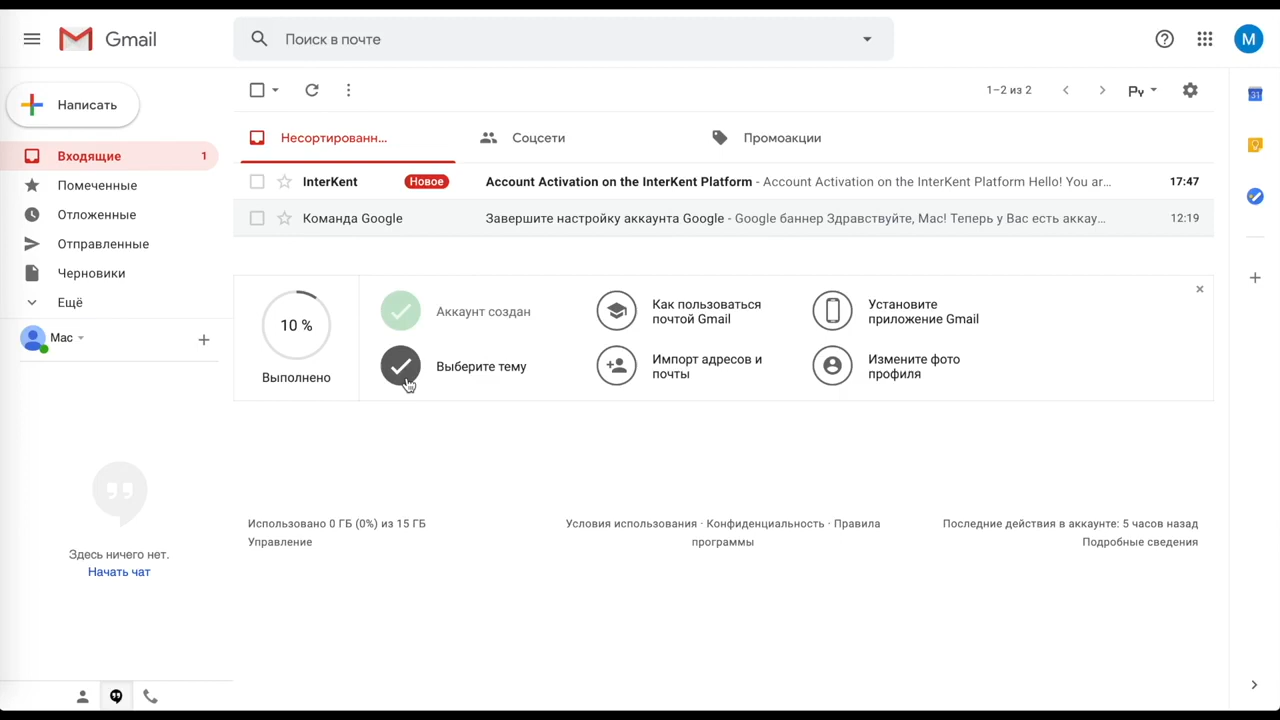 Gmail
Поиск в почте
M
Написать
1–2 из 2
Ру
31
Несортированн...
Соцсети
Промоакции
Входящие 1
Помеченные
Отложенные
Отправленные
Черновики
Ещё
Mac
InterKent Новое Account Activation on the InterKent Platform - Account Activation on the InterKent Platform Hello! You ar... 17:47
Команда Google Завершите настройку аккаунта Google - Google баннер Здравствуйте, Mac! Теперь у Вас есть аккау... 12:19
10 %
Выполнено
Аккаунт создан
Выберите тему
Как пользоваться
почтой Gmail
Импорт адресов и
почты
Установите
приложение Gmail
Измените фото
профиля
Здесь ничего нет.
Начать чат
Использовано 0 ГБ (0%) из 15 ГБ
Управление
Условия использования · Конфиденциальность · Правила
программы
Последние действия в аккаунте: 5 часов назад
Подробные сведения